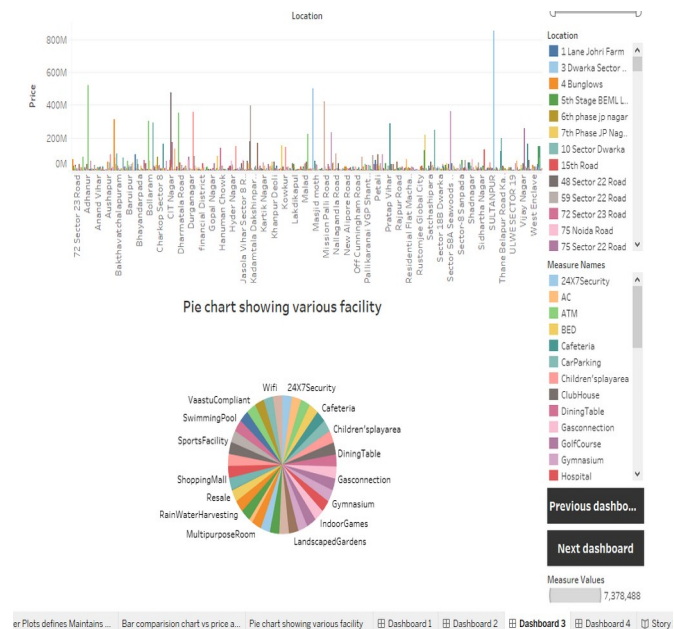 Location
Price
800M
600M
400M
200M
0M
72 Sector 23 Road
Adhanur
Anand Vihar
Aushapur
Bakthavatchalapuram
Baruipur
Bhayandarpada
Bollaram
Charkop Sector 8
CIT Nagar
Dharmatala Road
Durganagar
financial District
Gopal Nagar
Hanuman Chowk
Hyder Nagar
Jasola Vihar Sector 8 R..
Kadamtala Dakshinpar..
Kartik Nagar
Khanpur Deoli
Kowkur
Lakdikapul
Malad
Masjid moth
Mission Palli Road
Nallagandla Road
New Alipore Road
Off Cunningham Road
Pallikaranai VGP Shant..
Patuli
Pratap Vihar
Rajpur Road
Residential Flat Macha..
Rustomjee Global City
Satchashipara
Sector 18B Dwarka
Sector 58A Seawoods ..
Sector-8 Sanpada
Shadnagar
Sidhartha Nagar
SULTANPUR
Thane Belapur Road Ka..
ULWE SECTOR 19
Vijay Nagar
West Enclave
Location
1 Lane Johri Farm
3 Dwarka Sector ..
4 Bunglows
5th Stage BEML L..
6th phase jp nagar
7th Phase JP Nag..
10 Sector Dwarka
15th Road
48 Sector 22 Road
59 Sector 22 Road
72 Sector 23 Road
75 Noida Road
75 Sector 22 Road
Pie chart showing various facility
Wifi
24X7Security
VaastuCompliant
Cafeteria
SwimmingPool
Children'splayarea
SportsFacility
DiningTable
ShoppingMall
Gasconnection
Resale
Gymnasium
RainWaterHarvesting
IndoorGames
MultipurposeRoom
LandscapedGardens
Measure Names
24X7Security
AC
ATM
BED
Cafeteria
CarParking
Children'splayarea
ClubHouse
DiningTable
Gasconnection
GolfCourse
Gymnasium
Hospital
Previous dashbo...
Next dashboard
Measure Values
7,378,488
er Plots defines Maintains ...
Bar comparision chart vs price a...
Pie chart showing various facility
Dashboard 1
Dashboard 2
Dashboard 3
Dashboard 4
Story